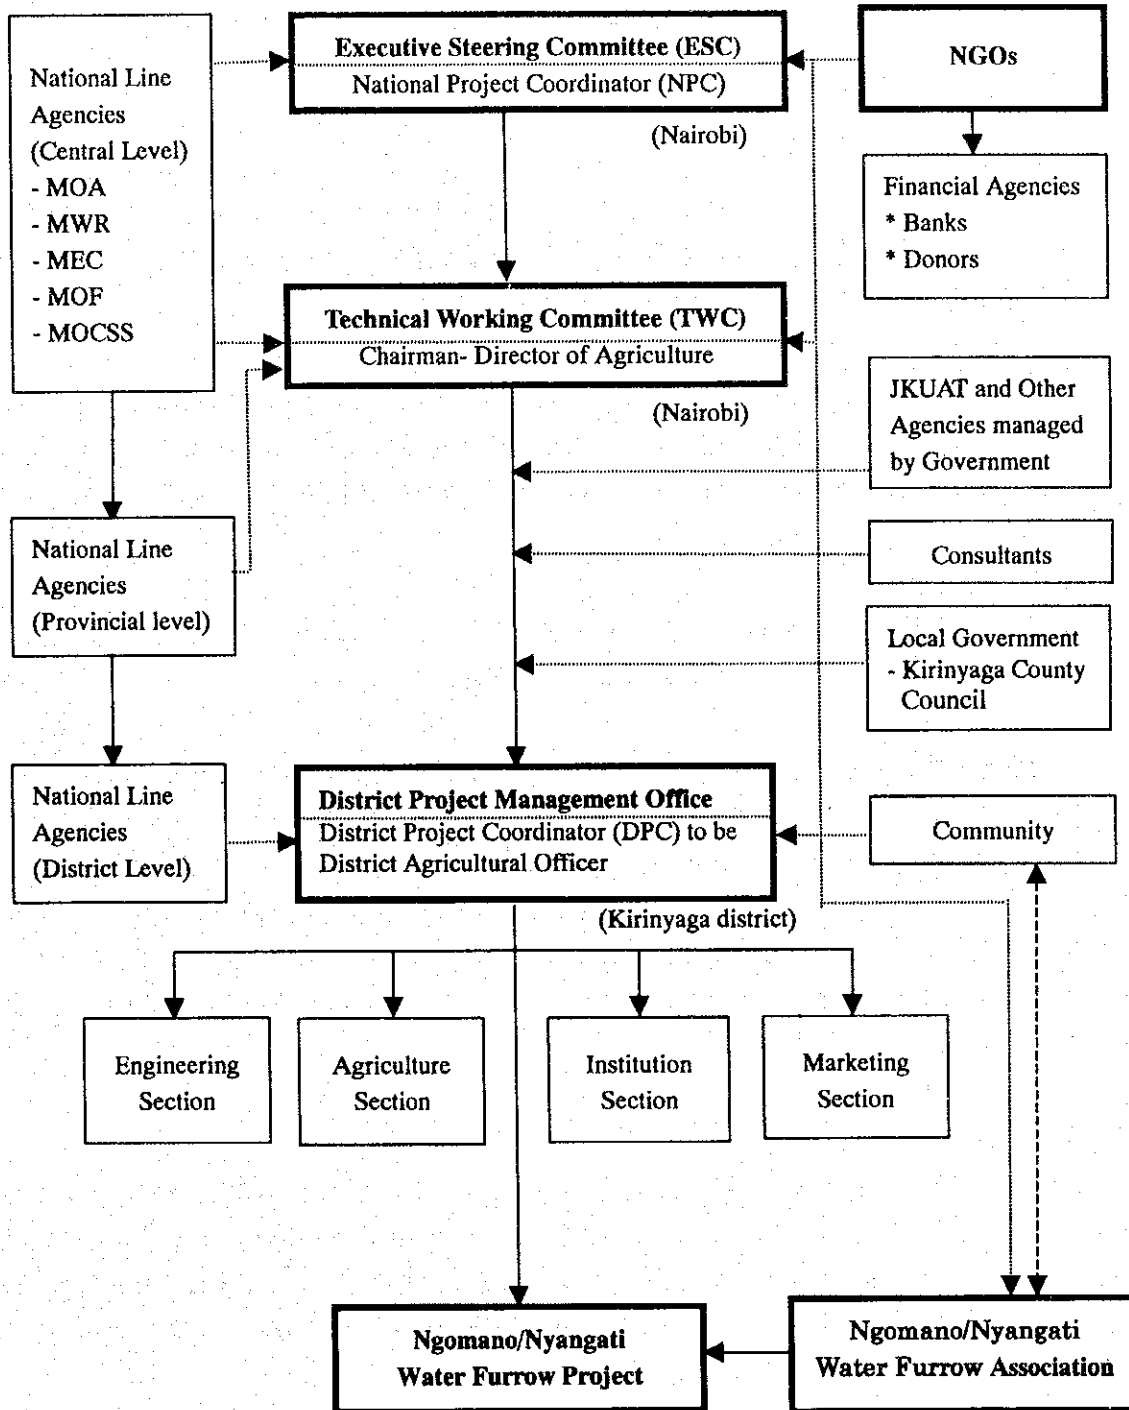 Executive Steering Committee (ESC)
National Project Coordinator (NPC)
(Nairobi)
NGOs
National Line
Agencies
(Central Level)
- MOA
- MWR
- MEC
- MOF
- MOCSS
Financial Agencies
* Banks
* Donors
Technical Working Committee (TWC)
Chairman- Director of Agriculture
(Nairobi)
JKUAT and Other
Agencies managed
by Government
National Line
Agencies
(Provincial level)
Consultants
Local Government
- Kirinyaga County
Council
National Line
Agencies
(District Level)
District Project Management Office
District Project Coordinator (DPC) to be
District Agricultural Officer
(Kirinyaga district)
Community
Engineering
Section
Agriculture
Section
Institution
Section
Marketing
Section
Ngomano/Nyangati
Water Furrow Project
Ngomano/Nyangati
Water Furrow Association